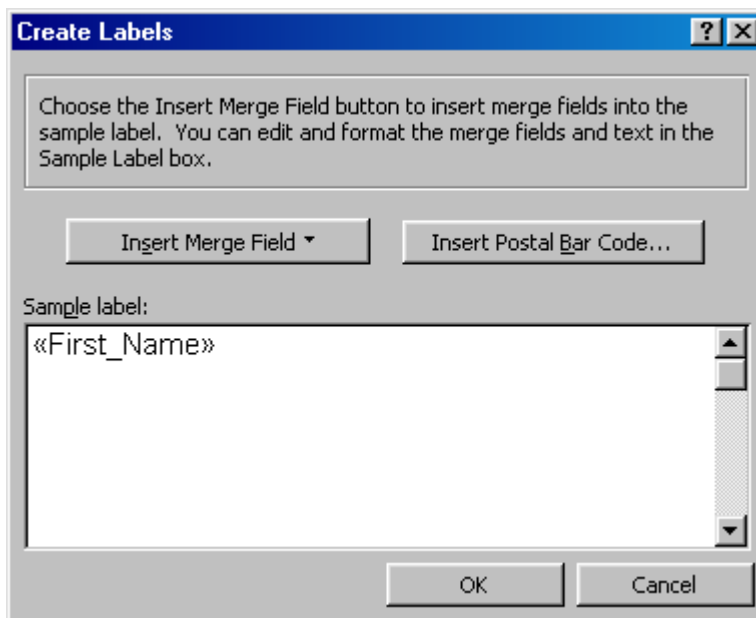 Create Labels
Choose the Insert Merge Field button to insert merge fields into the
sample label.  You can edit and format the merge fields and text in the
Sample Label box.
Insert Merge Field
Insert Postal Bar Code...
Sample label:
«First_Name»
OK
Cancel